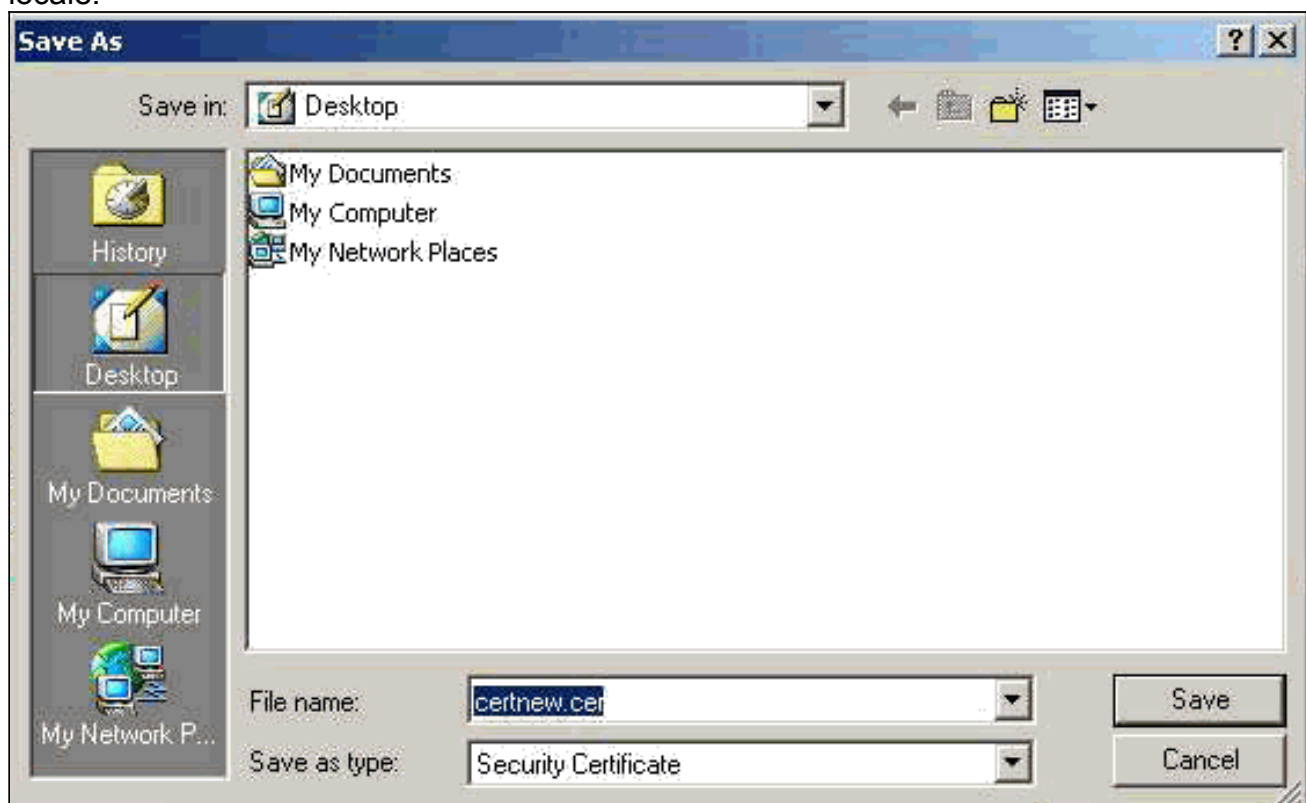 locale.
Save As
Save in: Desktop
My Documents
My Computer
My Network Places
History
Desktop
My Documents
My Computer
My Network P...
File name: certnew.cer Save
Save as type: Security Certificate Cancel